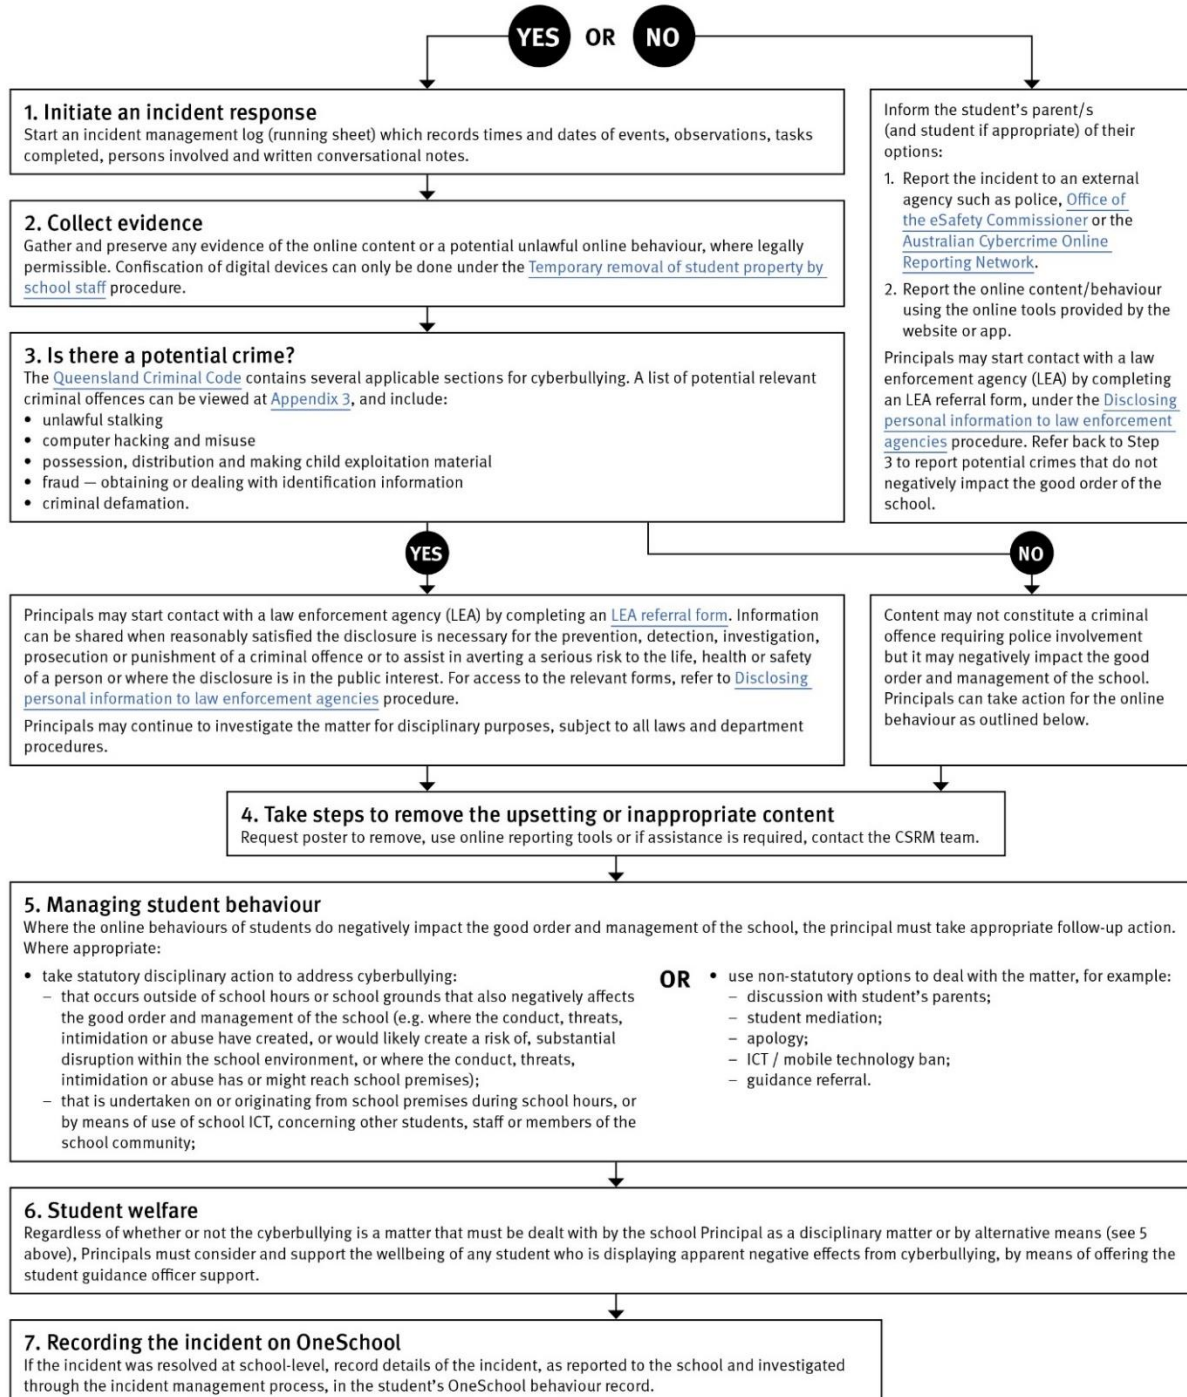 YES OR NO
1. Initiate an incident response
Start an incident management log (running sheet) which records times and dates of events, observations, tasks
completed, persons involved and written conversational notes.
2. Collect evidence
Gather and preserve any evidence of the online content or a potential unlawful online behaviour, where legally
permissible. Confiscation of digital devices can only be done under the Temporary removal of student property by
school staff procedure.
3. Is there a potential crime?
The Queensland Criminal Code contains several applicable sections for cyberbullying. A list of potential relevant
criminal offences can be viewed at Appendix 3, and include:
• unlawful stalking
• computer hacking and misuse
• possession, distribution and making child exploitation material
• fraud — obtaining or dealing with identification information
• criminal defamation.
Inform the student's parent/s
(and student if appropriate) of their
options:
1. Report the incident to an external
agency such as police, Office of
the eSafety Commissioner or the
Australian Cybercrime Online
Reporting Network.
2. Report the online content/behaviour
using the online tools provided by the
website or app.
Principals may start contact with a law
enforcement agency (LEA) by completing
an LEA referral form, under the Disclosing
personal information to law enforcement
agencies procedure. Refer back to Step
3 to report potential crimes that do not
negatively impact the good order of the
school.
YES
NO
Principals may start contact with a law enforcement agency (LEA) by completing an LEA referral form. Information
can be shared when reasonably satisfied the disclosure is necessary for the prevention, detection, investigation,
prosecution or punishment of a criminal offence or to assist in averting a serious risk to the life, health or safety
of a person or where the disclosure is in the public interest. For access to the relevant forms, refer to Disclosing
personal information to law enforcement agencies procedure.
Principals may continue to investigate the matter for disciplinary purposes, subject to all laws and department
procedures.
Content may not constitute a criminal
offence requiring police involvement
but it may negatively impact the good
order and management of the school.
Principals can take action for the online
behaviour as outlined below.
4. Take steps to remove the upsetting or inappropriate content
Request poster to remove, use online reporting tools or if assistance is required, contact the CSRM team.
5. Managing student behaviour
Where the online behaviours of students do negatively impact the good order and management of the school, the principal must take appropriate follow-up action.
Where appropriate:
• take statutory disciplinary action to address cyberbullying:
– that occurs outside of school hours or school grounds that also negatively affects
the good order and management of the school (e.g. where the conduct, threats,
intimidation or abuse have created, or would likely create a risk of, substantial
disruption within the school environment, or where the conduct, threats,
intimidation or abuse has or might reach school premises);
– that is undertaken on or originating from school premises during school hours, or
by means of use of school ICT, concerning other students, staff or members of the
school community;
OR
• use non-statutory options to deal with the matter, for example:
– discussion with student's parents;
– student mediation;
– apology;
– ICT / mobile technology ban;
– guidance referral.
6. Student welfare
Regardless of whether or not the cyberbullying is a matter that must be dealt with by the school Principal as a disciplinary matter or by alternative means (see 5
above), Principals must consider and support the wellbeing of any student who is displaying apparent negative effects from cyberbullying, by means of offering the
student guidance officer support.
7. Recording the incident on OneSchool
If the incident was resolved at school-level, record details of the incident, as reported to the school and investigated
through the incident management process, in the student's OneSchool behaviour record.